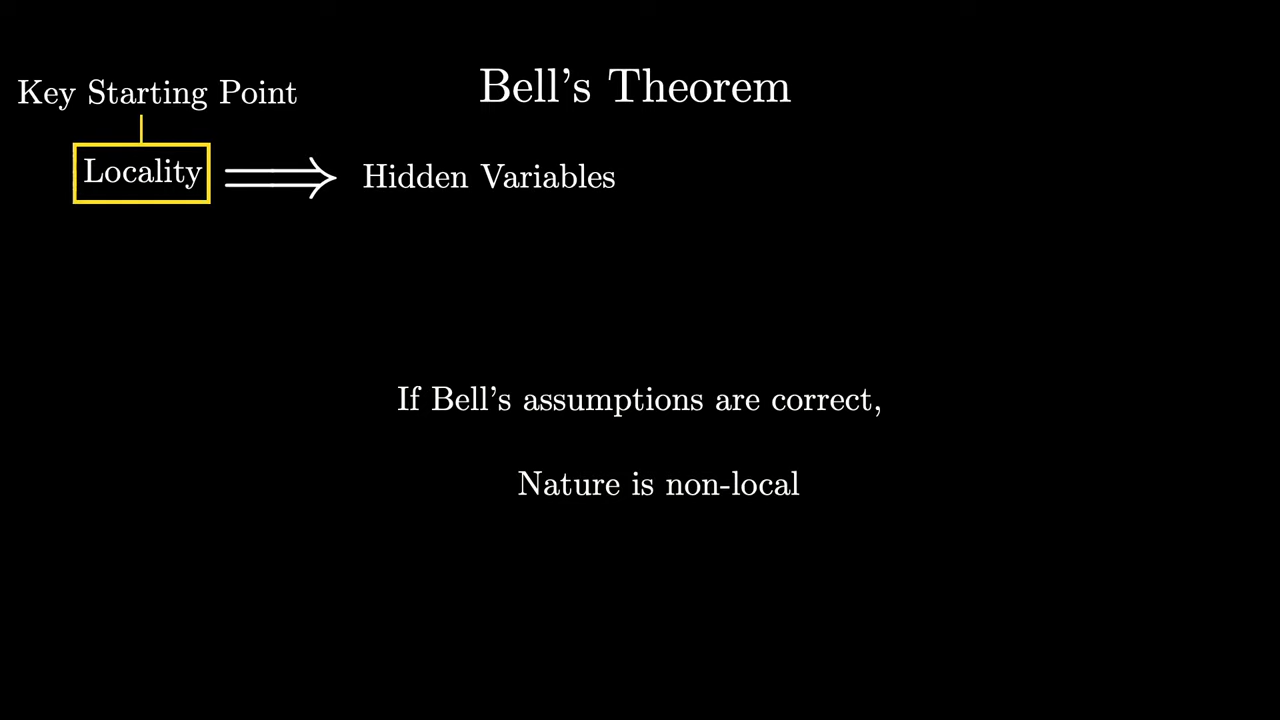 Bell's Theorem
Key Starting Point
Locality
Hidden Variables
If Bell's assumptions are correct,
Nature is non-local